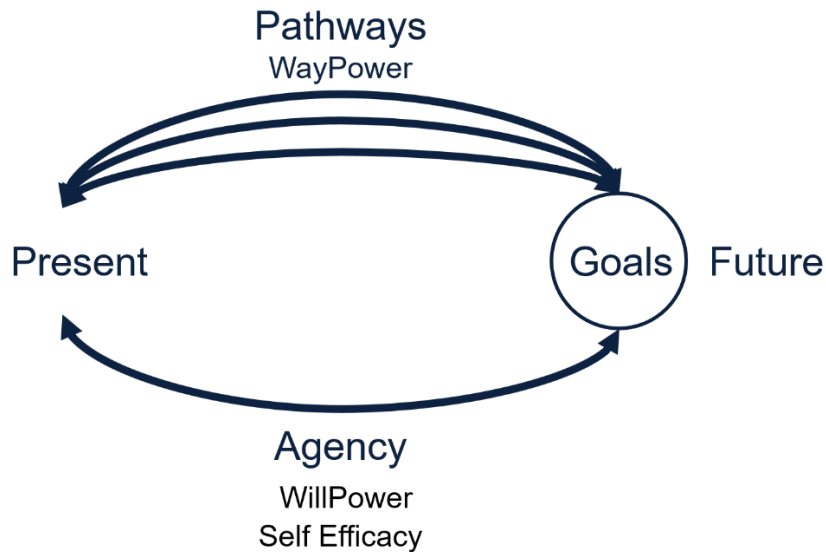 Pathways
WayPower
Present
Goals
Future
Agency
WillPower
Self Efficacy